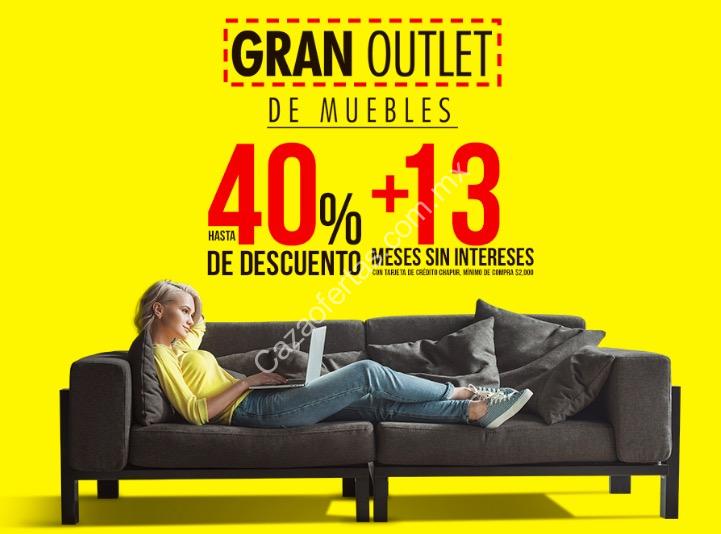 GRAN OUTLET
DE MUEBLES
HASTA 40%
DE DESCUENTO
+13
MESES SIN INTERESES
CON TARJETA DE CRÉDITO CHAPUR, MÍNIMO DE COMPRA $2,000
Cazaofertas.com.mx